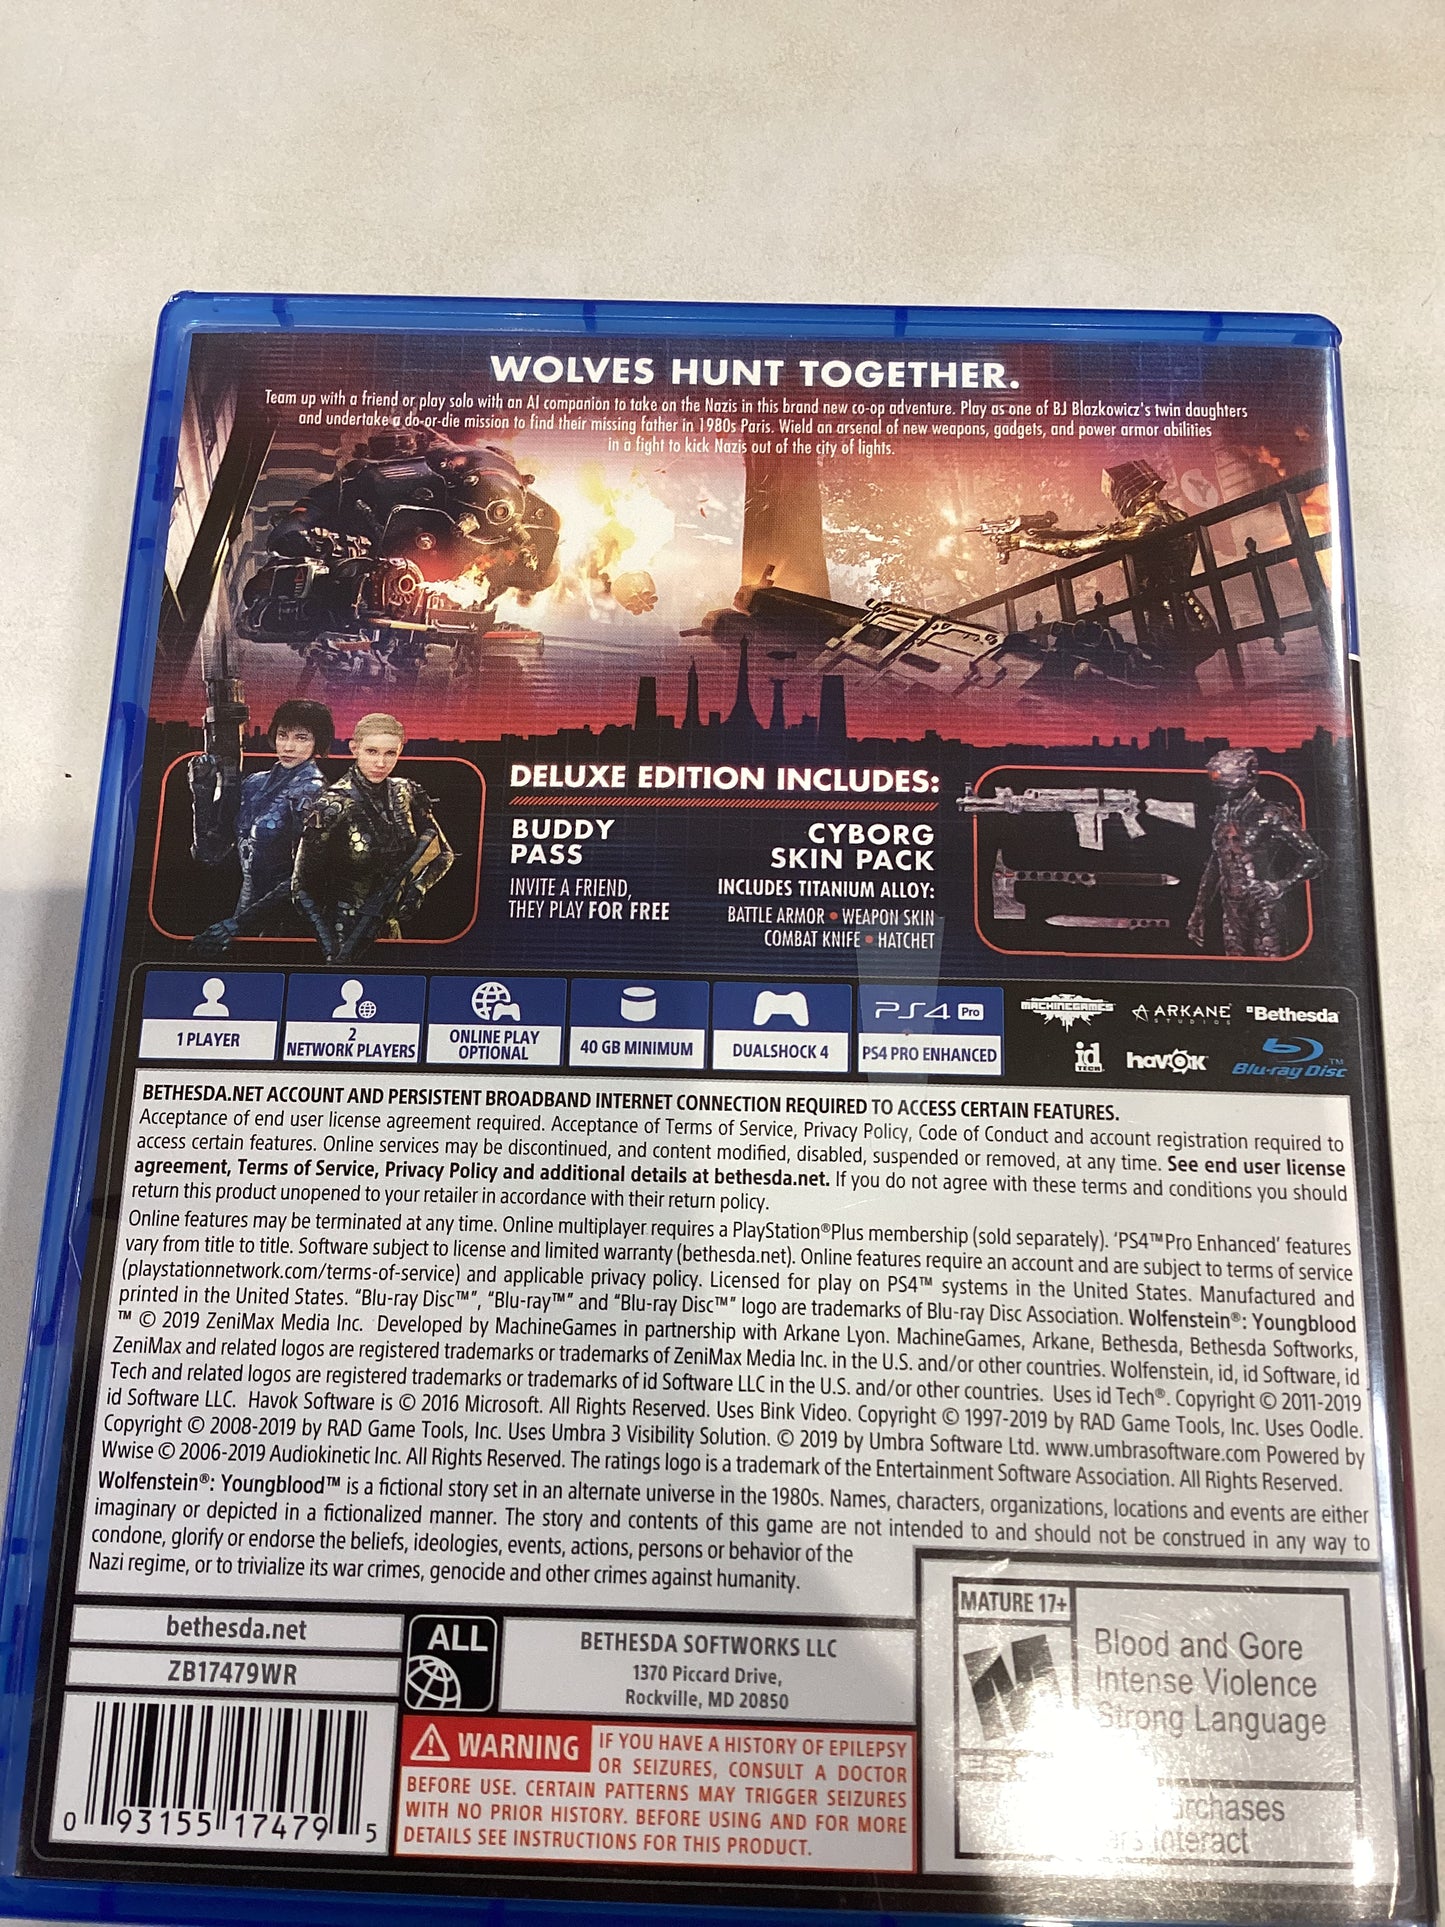 WOLVES HUNT TOGETHER.
Team up with a friend or play solo with an AI companion to take on the Nazis in this brand new co-op adventure. Play as one of BJ Blazkowicz's twin daughters
and undertake a do-or-die mission to find their missing father in 1980s Paris. Wield an arsenal of new weapons, gadgets, and power armor abilities
in a fight to kick Nazis out of the city of lights.
DELUXE EDITION INCLUDES:
BUDDY
PASS
INVITE A FRIEND,
THEY PLAY FOR FREE
CYBORG
SKIN PACK
INCLUDES TITANIUM ALLOY:
BATTLE ARMOR • WEAPON SKIN
COMBAT KNIFE • HATCHET
1 PLAYER
2
NETWORK PLAYERS
ONLINE PLAY
OPTIONAL
40 GB MINIMUM
DUALSHOCK 4
PS4 Pro
PS4 PRO ENHANCED
MACHINEGAMES
ARKANE
STUDIOS
Bethesda
id
TECH
havok
Blu-ray Disc™
BETHESDA.NET ACCOUNT AND PERSISTENT BROADBAND INTERNET CONNECTION REQUIRED TO ACCESS CERTAIN FEATURES.
Acceptance of end user license agreement required. Acceptance of Terms of Service, Privacy Policy, Code of Conduct and account registration required to
access certain features. Online services may be discontinued, and content modified, disabled, suspended or removed, at any time. See end user license
agreement, Terms of Service, Privacy Policy and additional details at bethesda.net. If you do not agree with these terms and conditions you should
return this product unopened to your retailer in accordance with their return policy.
Online features may be terminated at any time. Online multiplayer requires a PlayStation®Plus membership (sold separately). 'PS4™Pro Enhanced' features
vary from title to title. Software subject to license and limited warranty (bethesda.net). Online features require an account and are subject to terms of service
(playstationnetwork.com/terms-of-service) and applicable privacy policy. Licensed for play on PS4™ systems in the United States. Manufactured and
printed in the United States. "Blu-ray Disc™", "Blu-ray™" and "Blu-ray Disc™" logo are trademarks of Blu-ray Disc Association. Wolfenstein®: Youngblood
™ © 2019 ZeniMax Media Inc. Developed by MachineGames in partnership with Arkane Lyon. MachineGames, Arkane, Bethesda, Bethesda Softworks,
ZeniMax and related logos are registered trademarks or trademarks of ZeniMax Media Inc. in the U.S. and/or other countries. Wolfenstein, id, id Software, id
Tech and related logos are registered trademarks or trademarks of id Software LLC in the U.S. and/or other countries. Uses id Tech®. Copyright © 2011-2019
id Software LLC. Havok Software is © 2016 Microsoft. All Rights Reserved. Uses Bink Video. Copyright © 1997-2019 by RAD Game Tools, Inc. Uses Oodle.
Copyright © 2008-2019 by RAD Game Tools, Inc. Uses Umbra 3 Visibility Solution. © 2019 by Umbra Software Ltd. www.umbrasoftware.com Powered by
Wwise © 2006-2019 Audiokinetic Inc. All Rights Reserved. The ratings logo is a trademark of the Entertainment Software Association. All Rights Reserved.
Wolfenstein®: Youngblood™ is a fictional story set in an alternate universe in the 1980s. Names, characters, organizations, locations and events are either
imaginary or depicted in a fictionalized manner. The story and contents of this game are not intended to and should not be construed in any way to
condone, glorify or endorse the beliefs, ideologies, events, actions, persons or behavior of the
Nazi regime, or to trivialize its war crimes, genocide and other crimes against humanity.
bethesda.net
ZB17479WR
0 93155 17479 5
ALL
BETHESDA SOFTWORKS LLC
1370 Piccard Drive,
Rockville, MD 20850
WARNING IF YOU HAVE A HISTORY OF EPILEPSY
OR SEIZURES, CONSULT A DOCTOR
BEFORE USE. CERTAIN PATTERNS MAY TRIGGER SEIZURES
WITH NO PRIOR HISTORY. BEFORE USING AND FOR MORE
DETAILS SEE INSTRUCTIONS FOR THIS PRODUCT.
MATURE 17+
M
Blood and Gore
Intense Violence
Strong Language
Interact